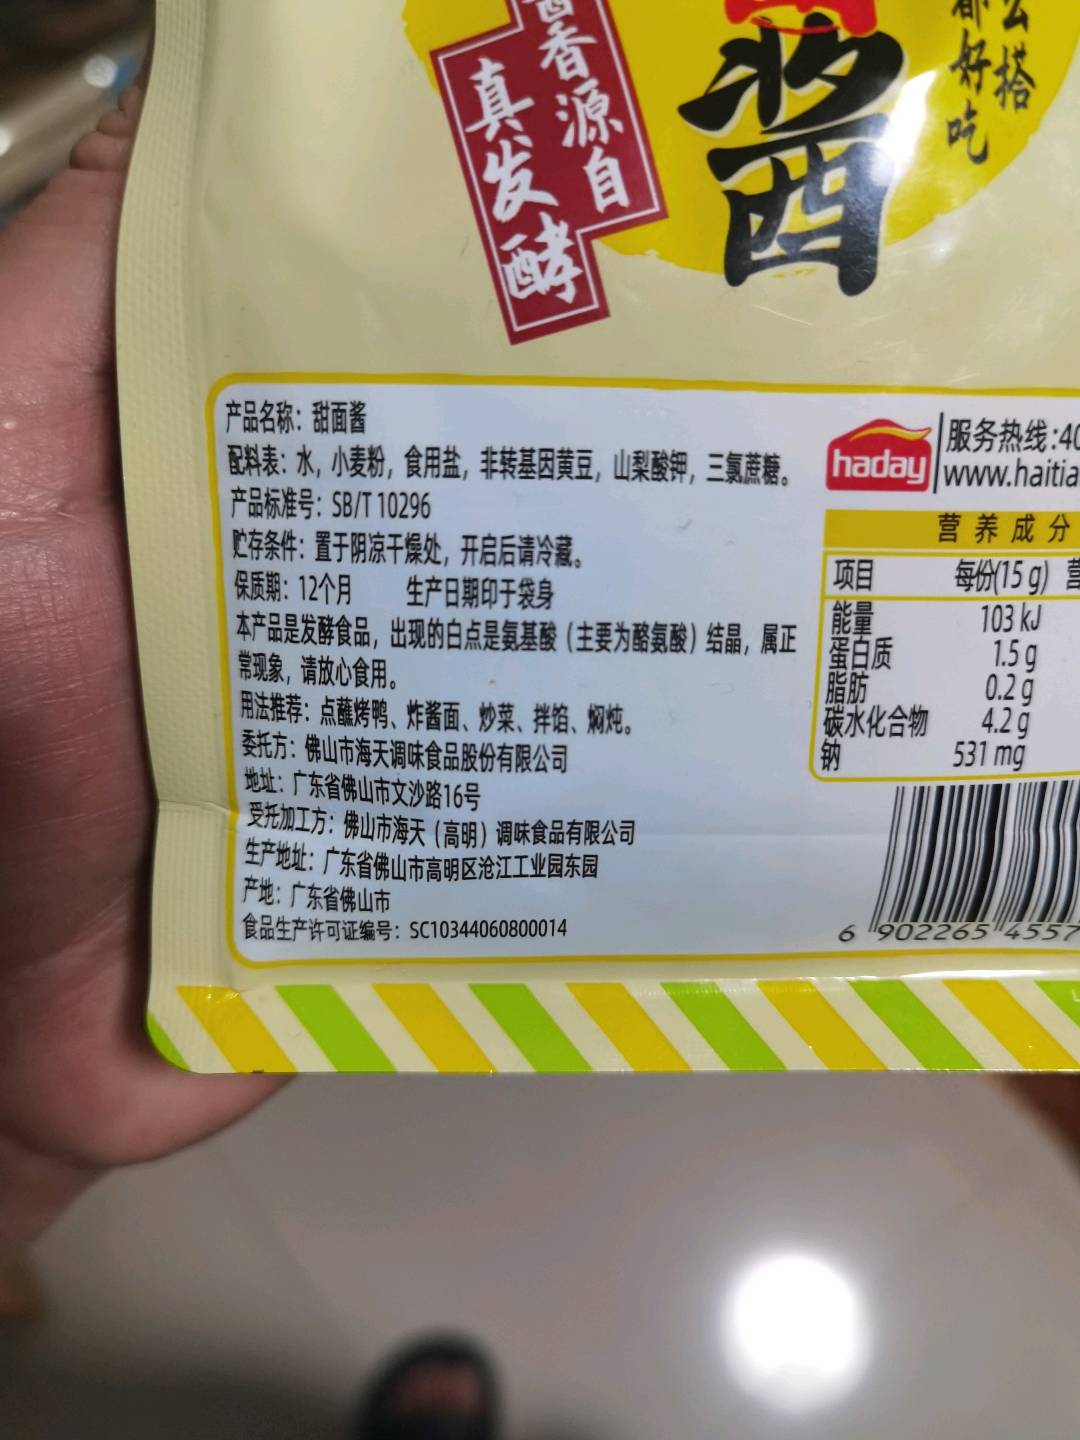 酱香源自
真发酵
酱
都好吃
么搭
产品名称：甜面酱
配料表：水，小麦粉，食用盐，非转基因黄豆，山梨酸钾，三氯蔗糖。
产品标准号：SB/T 10296
贮存条件：置于阴凉干燥处，开启后请冷藏。
保质期：12个月 生产日期印于袋身
本产品是发酵食品，出现的白点是氨基酸（主要为酪氨酸）结晶，属正
常现象，请放心食用。
用法推荐：点蘸烤鸭、炸酱面、炒菜、拌馅、焖炖。
委托方：佛山市海天调味食品股份有限公司
地址：广东省佛山市文沙路16号
受托加工方：佛山市海天（高明）调味食品有限公司
生产地址：广东省佛山市高明区沧江工业园东园
产地：广东省佛山市
食品生产许可证编号：SC10344060800014
haday
服务热线:40
www.haitia
营养成分
项目 每份(15 g) 营
能量 103 kJ
蛋白质 1.5 g
脂肪 0.2 g
碳水化合物 4.2 g
钠 531 mg
6 902265 4557